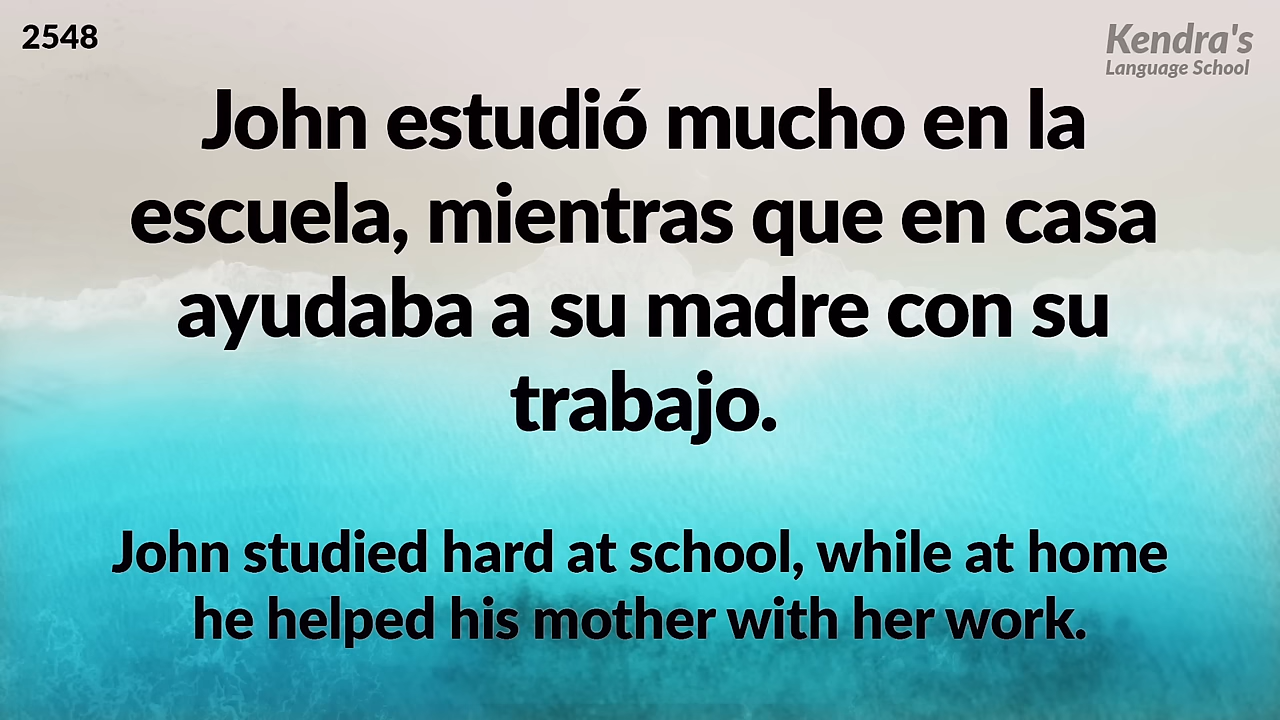 2548
Kendra's
Language School
John estudió mucho en la
escuela, mientras que en casa
ayudaba a su madre con su
trabajo.
John studied hard at school, while at home
he helped his mother with her work.